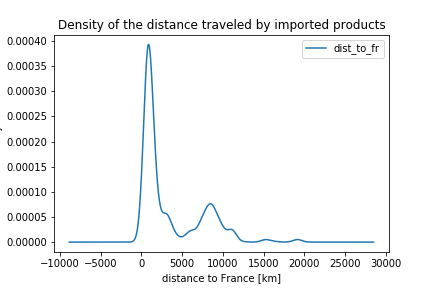 Density of the distance traveled by imported products
dist_to_fr
0.00040
0.00035
0.00030
0.00025
0.00020
0.00015
0.00010
0.00005
0.00000
−10000 −5000 0 5000 10000 15000 20000 25000 30000
distance to France [km]